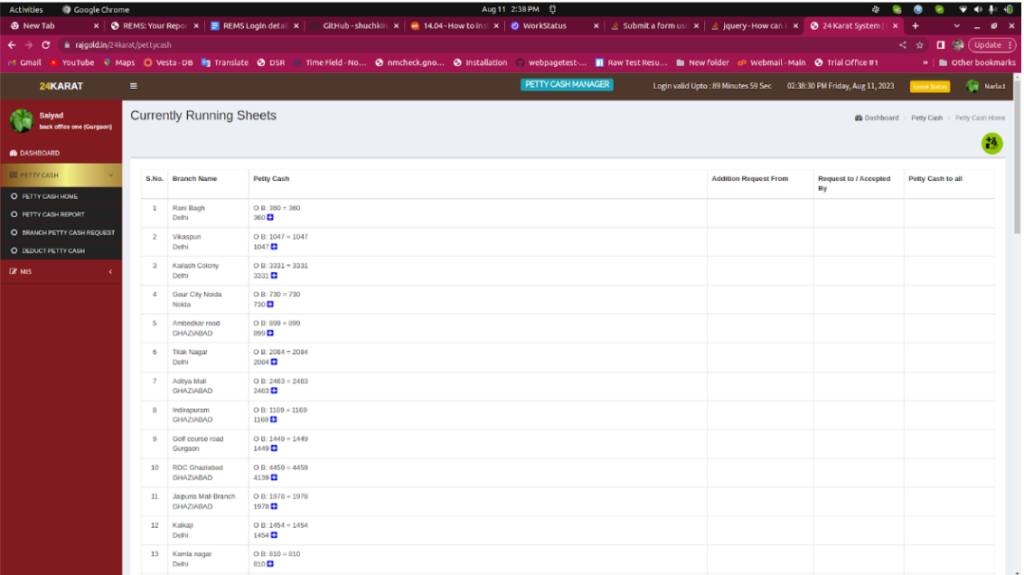 Activities
Google Chrome
Aug 11 2:38 PM
New Tab
REMS: Your Repor
REMS Login detai
GitHub - shuchkin
14.04 - How to inst
WorkStatus
Submit a form us
jquery - How can i
24 Karat System |
rajgold.in/24karat/pettycash
Update
Gmail
YouTube
Maps
Vesta - DB
Translate
DSR
Time Field - No...
nmcheck.gno...
Installation
webpagetest-...
Raw Test Resu...
New folder
Webmail - Main
Trial Office #1
»
Other bookmarks
24KARAT
PETTY CASH MANAGER
Login valid Upto : 89 Minutes 59 Sec
02:38:30 PM Friday, Aug 11, 2023
Saiyad
back office one (Gurgaon)
DASHBOARD
PETTY CASH
PETTY CASH HOME
PETTY CASH REPORT
BRANCH PETTY CASH REQUEST
DEDUCT PETTY CASH
MIS
Currently Running Sheets
Dashboard
Petty Cash
Petty Cash Home
S.No.
Branch Name
Petty Cash
Addition Request From
Request to / Accepted
By
Petty Cash to all
1
Rani Bagh
Delhi
O B: 360 = 360
360
2
Vikaspuri
Delhi
O B: 1047 = 1047
1047
3
Kailash Colony
Delhi
O B: 3331 = 3331
3331
4
Gaur City Noida
Noida
O B: 730 = 730
730
5
Ambedkar road
GHAZIABAD
O B: 899 = 899
899
6
Tilak Nagar
Delhi
O B: 2084 = 2084
2084
7
Aditya Mall
GHAZIABAD
O B: 2463 = 2463
2463
8
Indirapuram
GHAZIABAD
O B: 1169 = 1169
1169
9
Golf course road
Gurgaon
O B: 1449 = 1449
1449
10
RDC Ghaziabad
GHAZIABAD
O B: 4459 = 4459
4139
11
Jaipuria Mall Branch
GHAZIABAD
O B: 1978 = 1978
1978
12
Kalkaji
Delhi
O B: 1454 = 1454
1454
13
Kamla nagar
Delhi
O B: 810 = 810
810